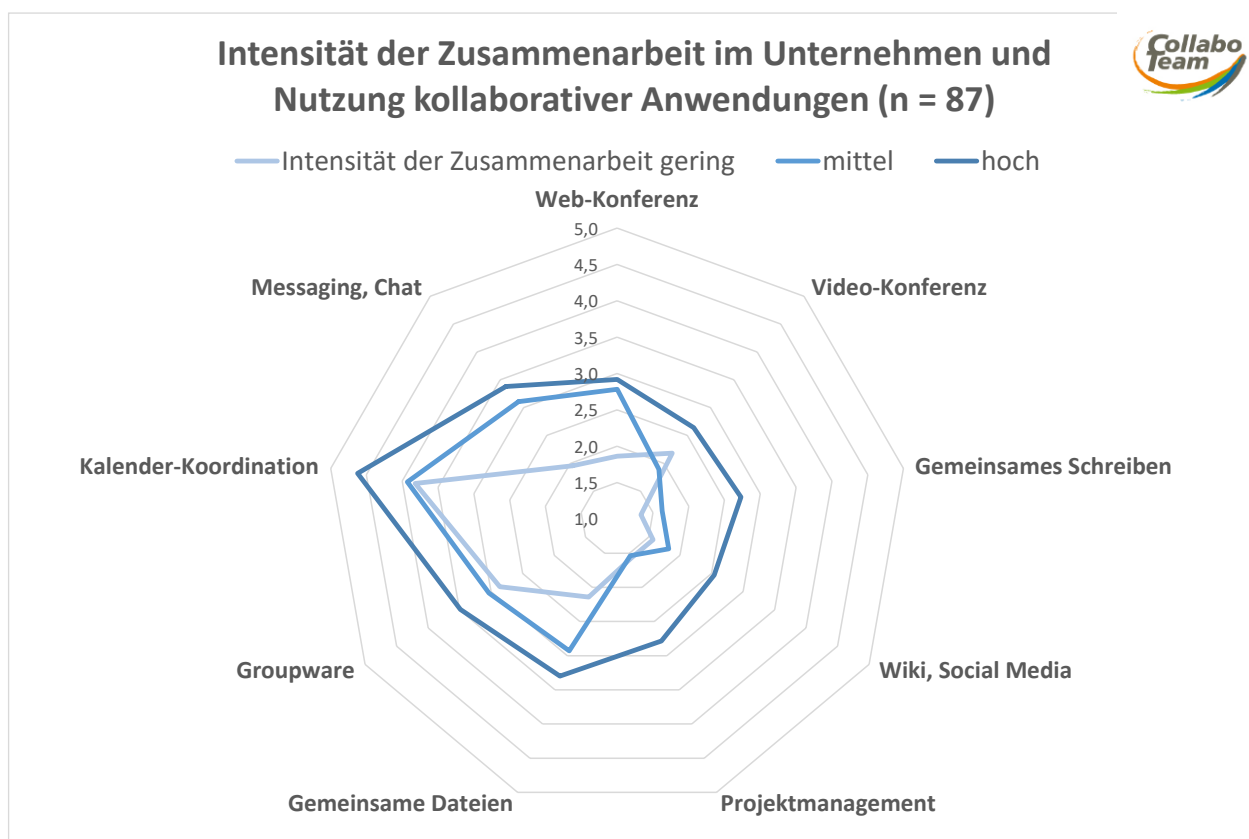 Intensität der Zusammenarbeit im Unternehmen und
Nutzung kollaborativer Anwendungen (n = 87)
Collabo
Team
Intensität der Zusammenarbeit gering
mittel
hoch
Web-Konferenz
Video-Konferenz
Gemeinsames Schreiben
Wiki, Social Media
Projektmanagement
Gemeinsame Dateien
Groupware
Kalender-Koordination
Messaging, Chat
5,0
4,5
4,0
3,5
3,0
2,5
2,0
1,5
1,0